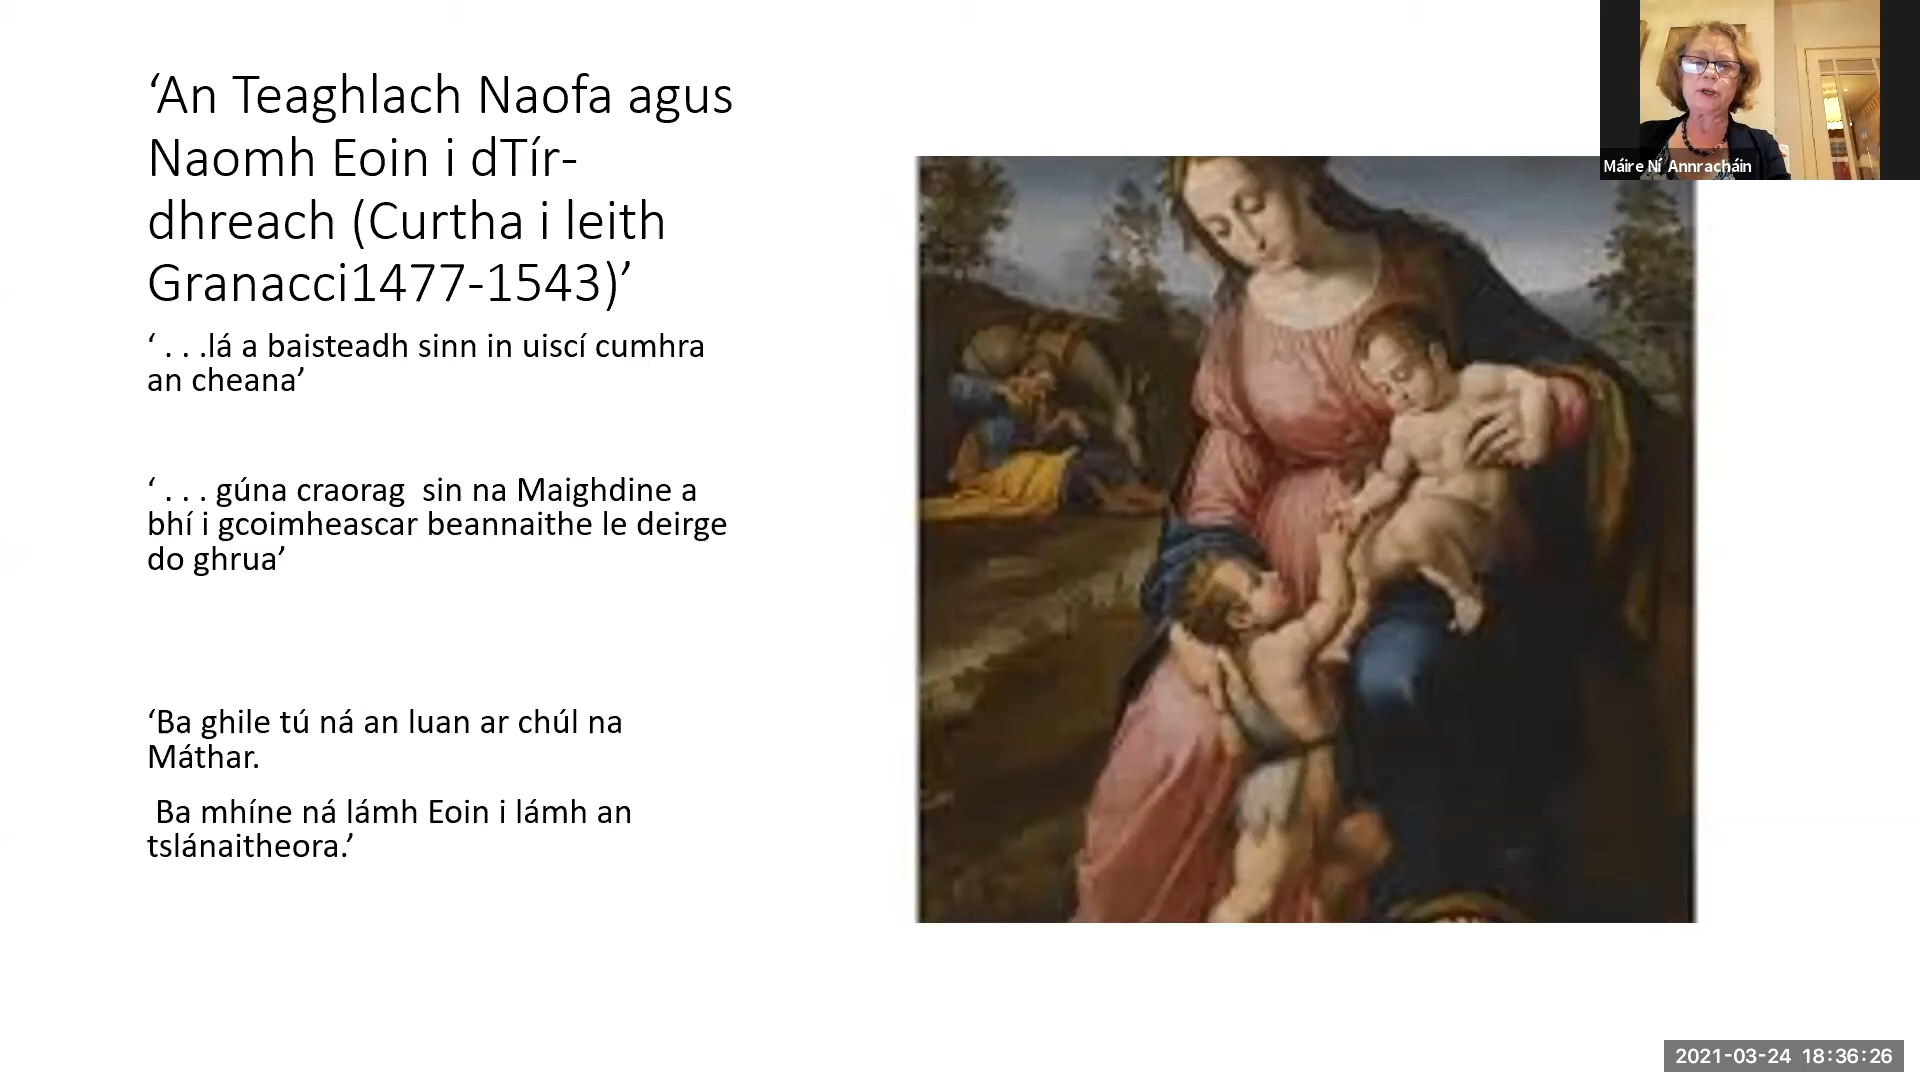 ‘An Teaghlach Naofa agus
Naomh Eoin i dTír-
dhreach (Curtha i leith
Granacci1477-1543)’
‘ . . .lá a baisteadh sinn in uiscí cumhra
an cheana’
‘ . . . gúna craorag  sin na Maighdine a
bhí i gcoimheascar beannaithe le deirge
do ghrua’
‘Ba ghile tú ná an luan ar chúl na
Máthar.
Ba mhíne ná lámh Eoin i lámh an
tslánaitheora.’
Máire Ní Annracháin
2021-03-24 18:36:26